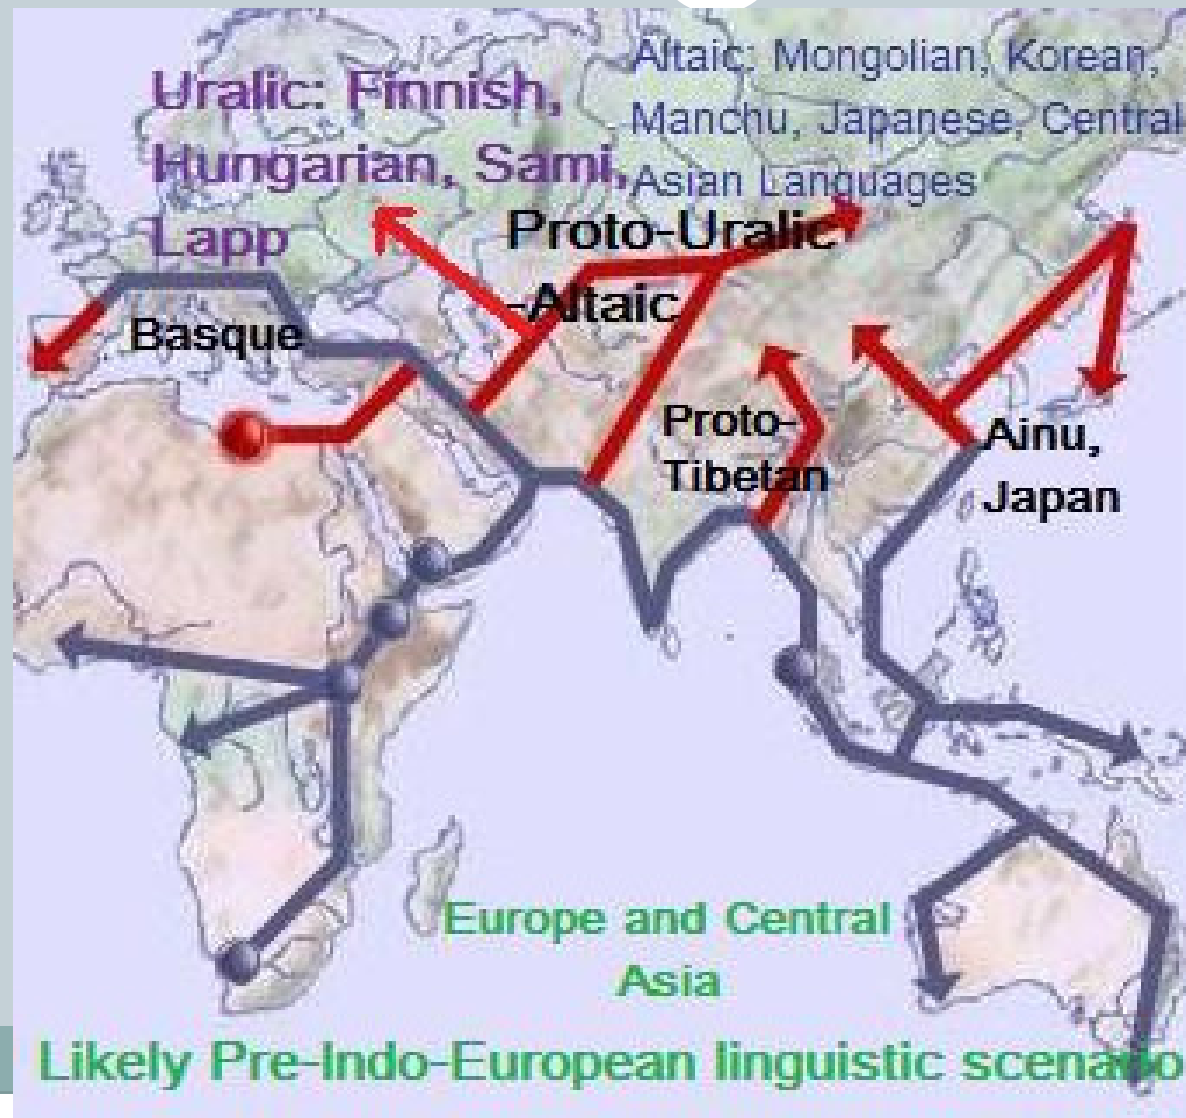 Altaic: Mongolian, Korean,
Manchu, Japanese, Central
Asian Languages
Uralic: Finnish,
Hungarian, Sami,
Lapp
Proto-Uralic
-Altaic
Basque
Proto-
Tibetan
Ainu,
Japan
Europe and Central
Asia
Likely Pre-Indo-European linguistic scenario